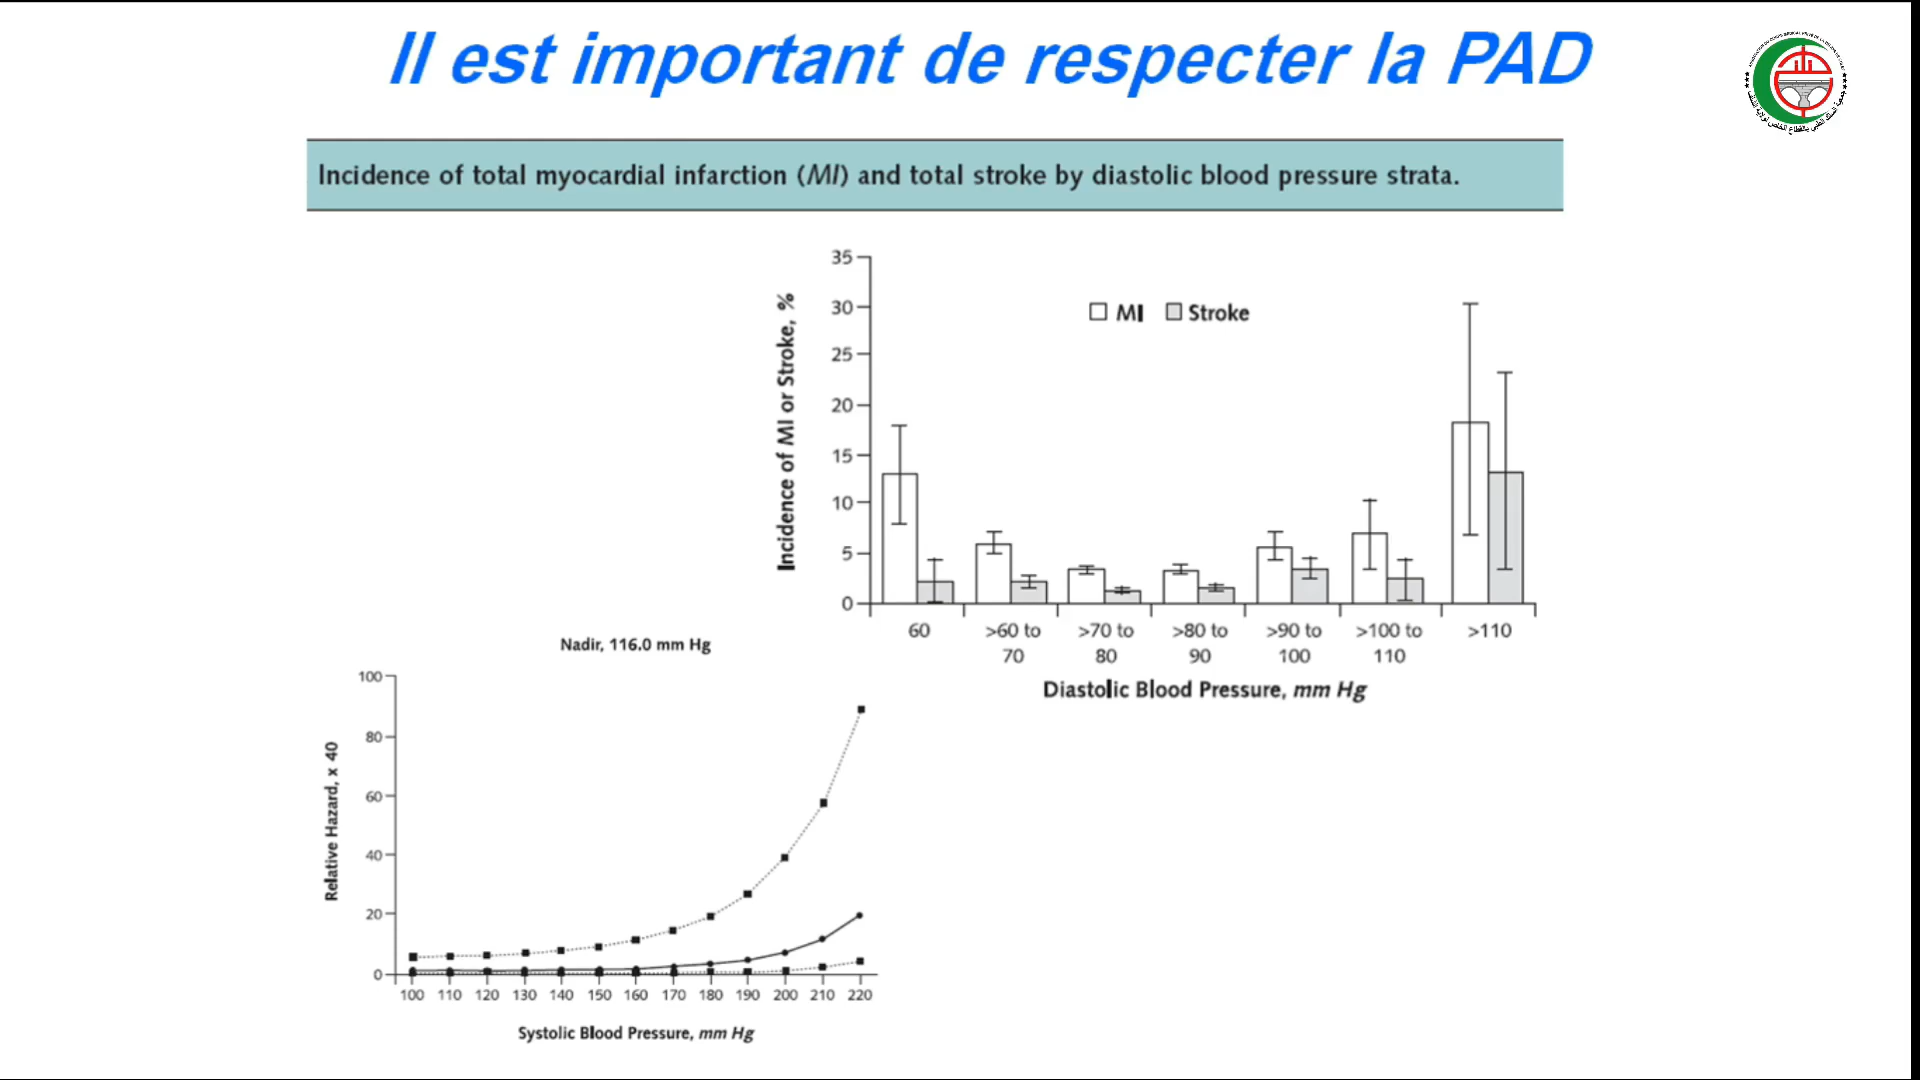 Il est important de respecter la PAD
Incidence of total myocardial infarction (MI) and total stroke by diastolic blood pressure strata.
35
30
25
20
15
10
5
0
Incidence of MI or Stroke, %
MI Stroke
60 >60 to 70 >70 to 80 >80 to 90 >90 to 100 >100 to 110 >110
Diastolic Blood Pressure, mm Hg
Nadir, 116.0 mm Hg
100
80
60
40
20
0
Relative Hazard, x 40
100 110 120 130 140 150 160 170 180 190 200 210 220
Systolic Blood Pressure, mm Hg